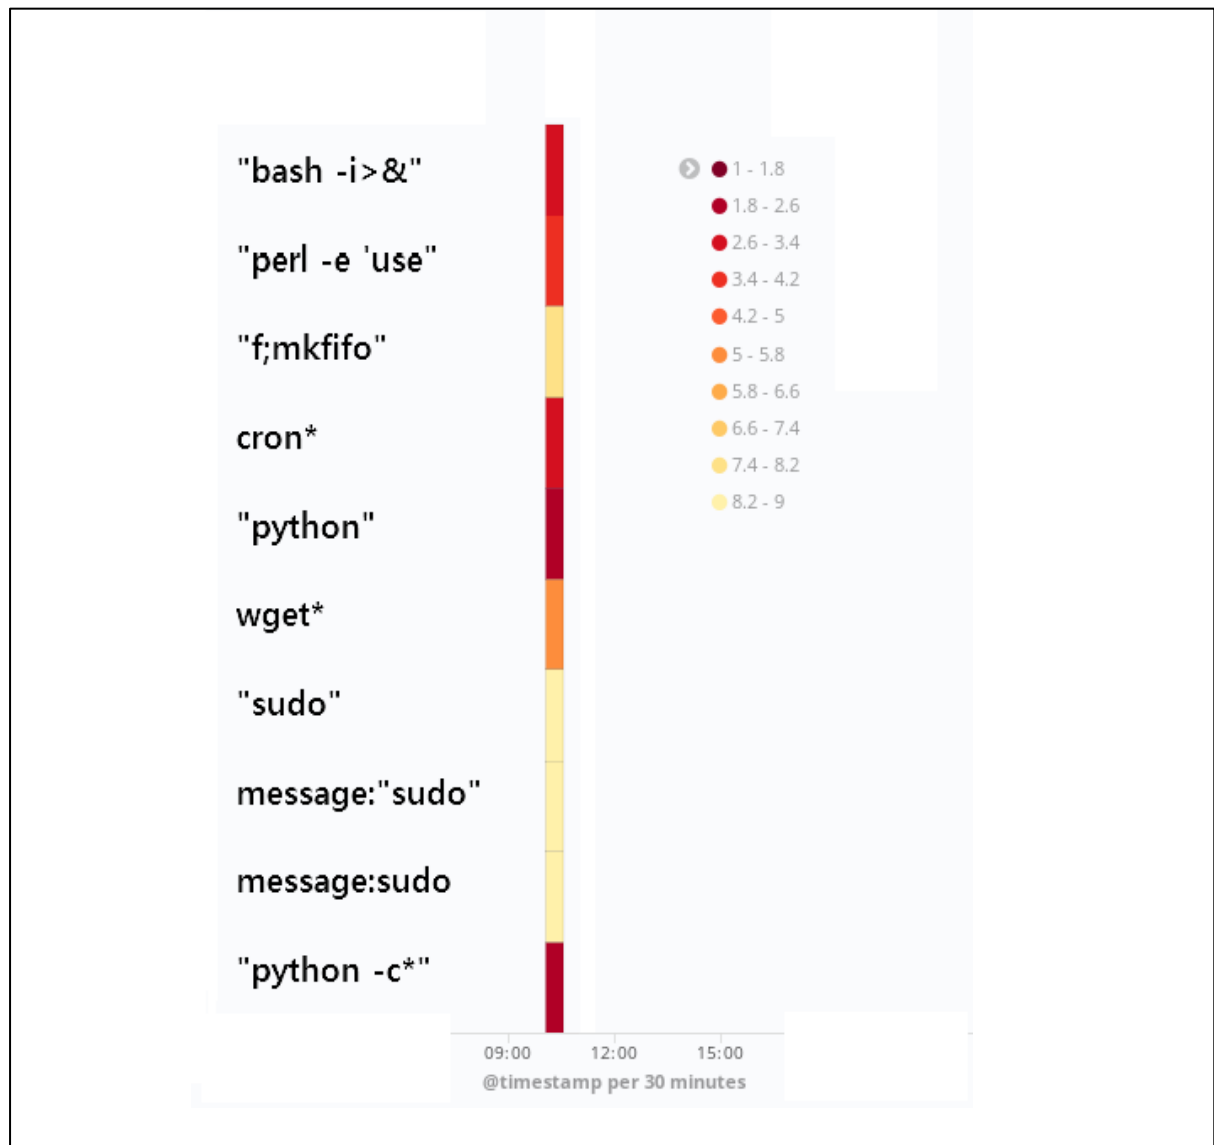 "bash -i>&"
"perl -e 'use"
"f;mkfifo"
cron*
"python"
wget*
"sudo"
message:"sudo"
message:sudo
"python -c*"
1 - 1.8
1.8 - 2.6
2.6 - 3.4
3.4 - 4.2
4.2 - 5
5 - 5.8
5.8 - 6.6
6.6 - 7.4
7.4 - 8.2
8.2 - 9
09:00 12:00 15:00
@timestamp per 30 minutes